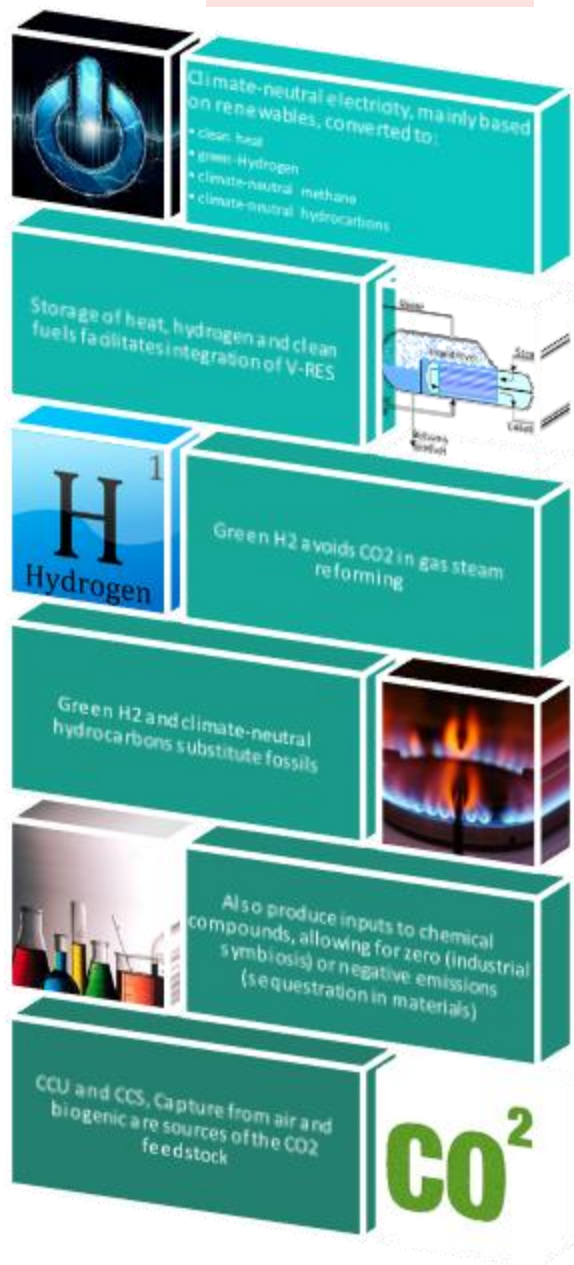 Climate-neutral electricity, mainly based
on renewables, converted to:
• clean heat
• green-Hydrogen
• climate-neutral methane
• climate-neutral hydrocarbons
Storage of heat, hydrogen and clean
fuels facilitates integration of V-RES
1
H
Hydrogen
Green H2 avoids CO2 in gas steam
reforming
Green H2 and climate-neutral
hydrocarbons substitute fossils
Also produce inputs to chemical
compounds, allowing for zero (industrial
symbiosis) or negative emissions
(sequestration in materials)
CCU and CCS, Capture from air and
biogenic are sources of the CO2
feedstock
CO²